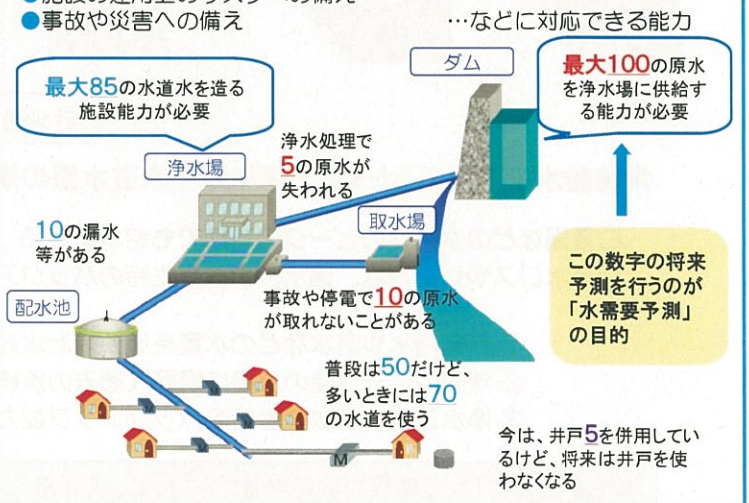 ●事故や災害への備え
…などに対応できる能力
ダム
最大85の水道水を造る
施設能力が必要
最大100の原水
を浄水場に供給す
る能力が必要
浄水場
浄水処理で
5の原水が
失われる
取水場
10の漏水
等がある
配水池
事故や停電で10の原水
が取れないことがある
この数字の将来
予測を行うのが
「水需要予測」
の目的
普段は50だけど、
多いときには70
の水道を使う
M
今は、井戸5を併用してい
るけど、将来は井戸を使
わなくなる